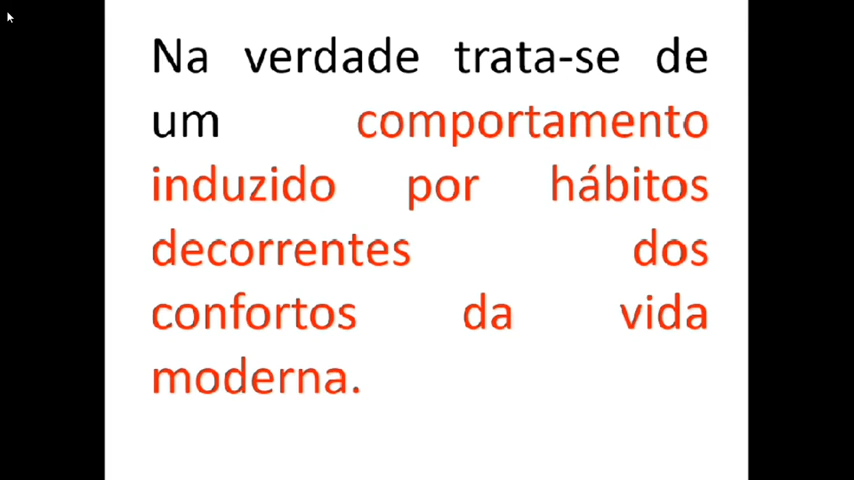 Na verdade trata-se de
um comportamento
induzido por hábitos
decorrentes dos
confortos da vida
moderna.